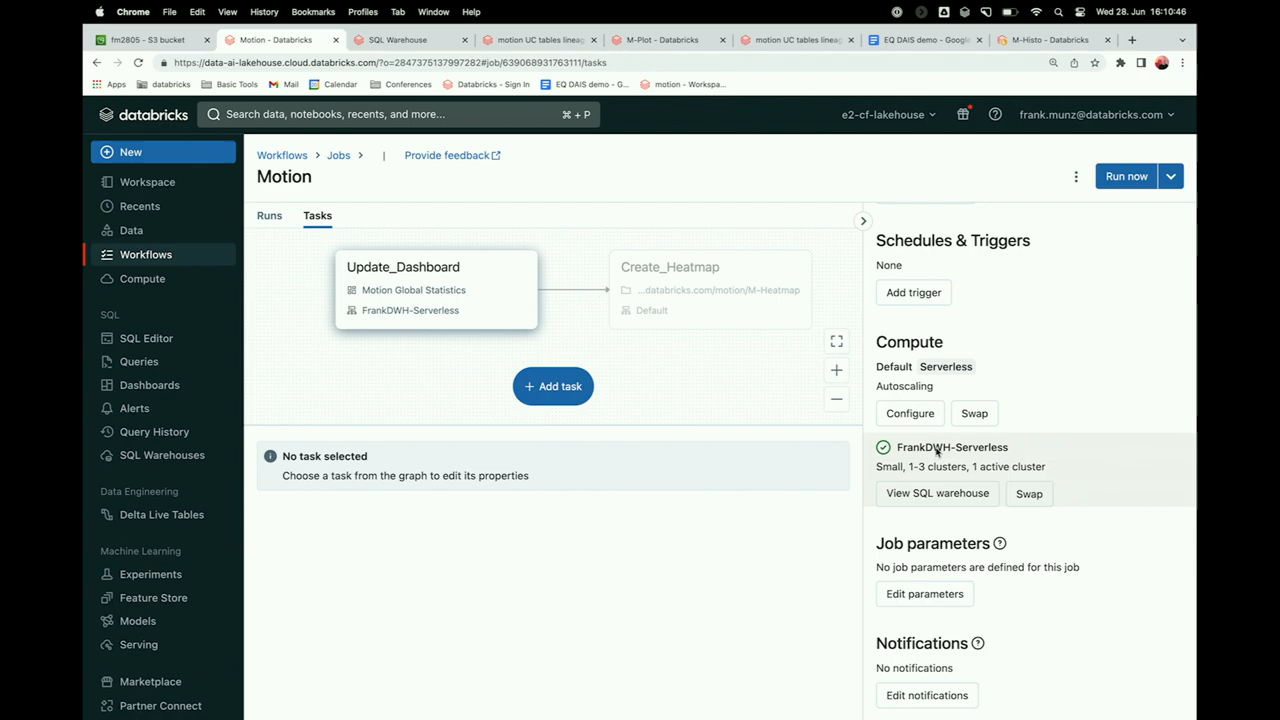 Chrome File Edit View History Bookmarks Profiles Tab Window Help
Wed 28. Jun 16:10:46
fm2805 - S3 bucket
Motion - Databricks
SQL Warehouse
motion UC tables lineag
M-Plot - Databricks
motion UC tables lineag
EQ DAIS demo - Google
M-Histo - Databricks
https://data-ai-lakehouse.cloud.databricks.com/?o=2847375137997282#job/639068931763111/tasks
Apps
databricks
Basic Tools
Mail
Calendar
Conferences
Databricks - Sign In
EQ DAIS demo - G...
motion - Workspa...
databricks
Search data, notebooks, recents, and more...
⌘ + P
e2-cf-lakehouse
frank.munz@databricks.com
New
Workspace
Recents
Data
Workflows
Compute
SQL
SQL Editor
Queries
Dashboards
Alerts
Query History
SQL Warehouses
Data Engineering
Delta Live Tables
Machine Learning
Experiments
Feature Store
Models
Serving
Marketplace
Partner Connect
Workflows > Jobs > | Provide feedback
Motion
Run now
Runs
Tasks
Update_Dashboard
Motion Global Statistics
FrankDWH-Serverless
Create_Heatmap
...databricks.com/motion/M-Heatmap
Default
+ Add task
No task selected
Choose a task from the graph to edit its properties
Schedules & Triggers
None
Add trigger
Compute
Default Serverless
Autoscaling
Configure
Swap
FrankDWH-Serverless
Small, 1-3 clusters, 1 active cluster
View SQL warehouse
Swap
Job parameters
No job parameters are defined for this job
Edit parameters
Notifications
No notifications
Edit notifications